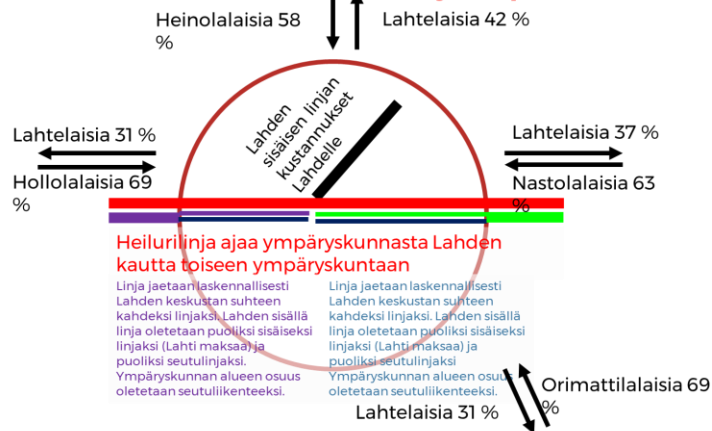 Heinolalaisia 58
%
Lahtelaisia 42 %
Lahden
sisäisen linjan
kustannukset
Lahdelle
Lahtelaisia 31 %
Hollolalaisia 69
%
Lahtelaisia 37 %
Nastolalaisia 63
%
Heilurilinja ajaa ympäryskunnasta Lahden
kautta toiseen ympäryskuntaan
Linja jaetaan laskennallisesti
Lahden keskustan suhteen
kahdeksi linjaksi. Lahden sisällä
linja oletetaan puoliksi sisäiseksi
linjaksi (Lahti maksaa) ja
puoliksi seutulinjaksi.
Ympäryskunnan alueen osuus
oletetaan seutuliikenteeksi.
Linja jaetaan laskennallisesti
Lahden keskustan suhteen
kahdeksi linjaksi. Lahden sisällä
linja oletetaan puoliksi sisäiseksi
linjaksi (Lahti maksaa) ja
puoliksi seutulinjaksi
Ympäryskunnan alueen osuus
oletetaan seutuliikenteeksi.
Orimattilalaisia 69
%
Lahtelaisia 31 %